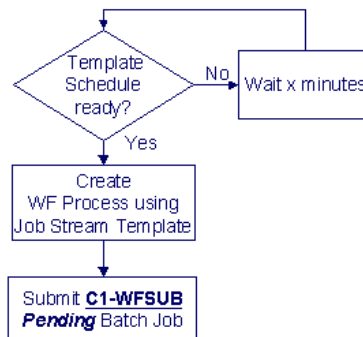 Template
Schedule
ready?
No
Wait x minutes
Yes
Create
WF Process using
Job Stream Template
Submit C1-WFSUB
Pending Batch Job